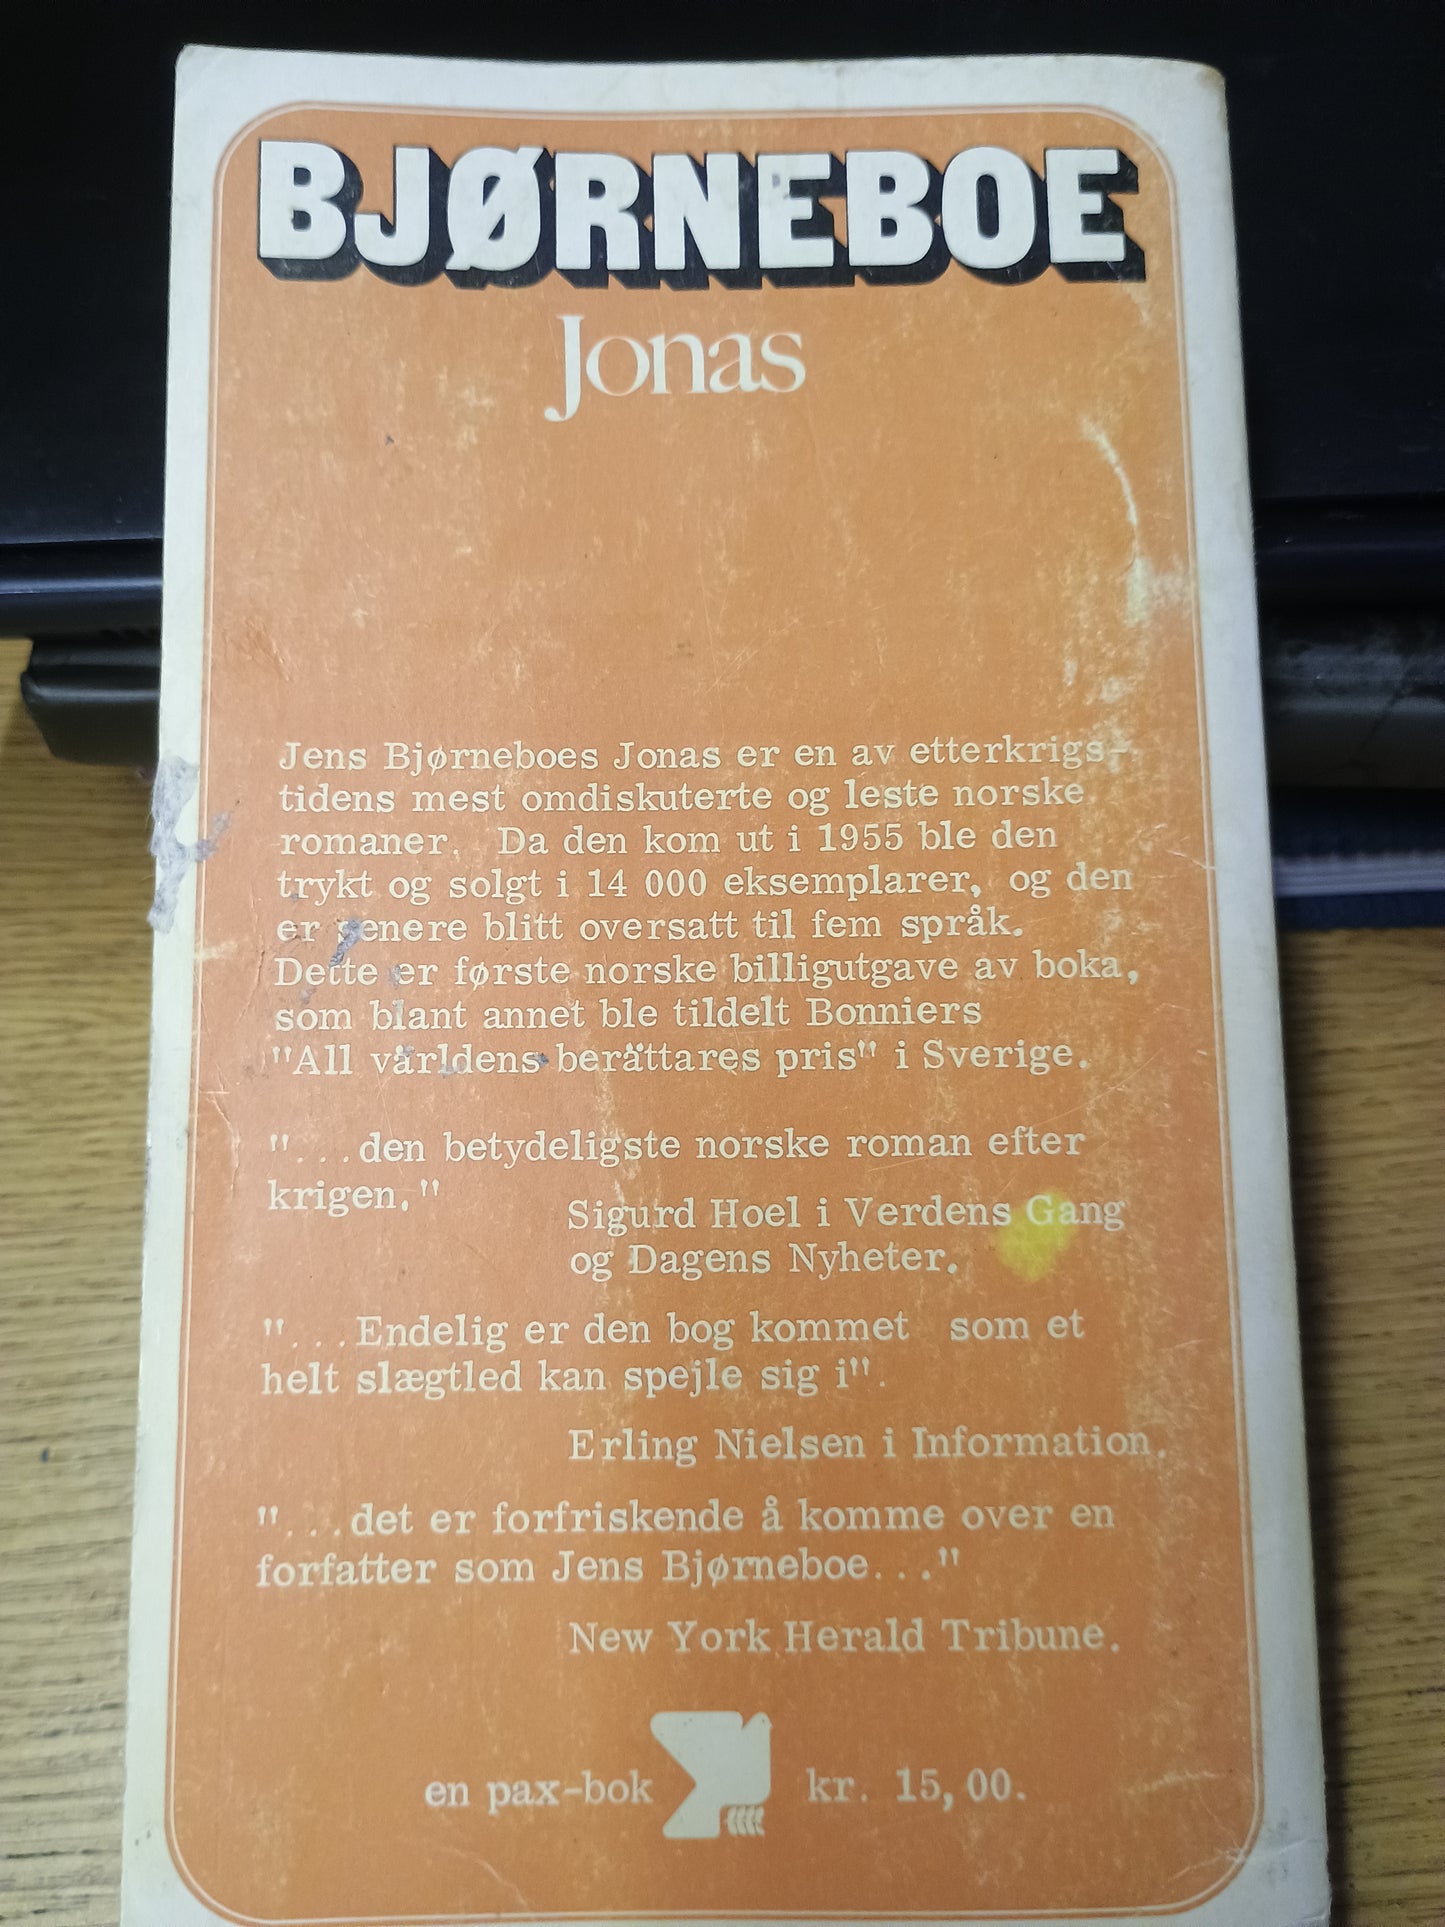 BJØRNEBOE
Jonas
Jens Bjørneboes Jonas er en av etterkrigs-
tidens mest omdiskuterte og leste norske
romaner. Da den kom ut i 1955 ble den
trykt og solgt i 14 000 eksemplarer, og den
er senere blitt oversatt til fem språk.
Dette er første norske billigutgave av boka,
som blant annet ble tildelt Bonniers
"All världens berättares pris" i Sverige.
"...den betydeligste norske roman efter
krigen."
Sigurd Hoel i Verdens Gang
og Dagens Nyheter.
"...Endelig er den bog kommet som et
helt slægtled kan spejle sig i".
Erling Nielsen i Information.
"...det er forfriskende å komme over en
forfatter som Jens Bjørneboe..."
New York Herald Tribune.
en pax-bok kr. 15,00.